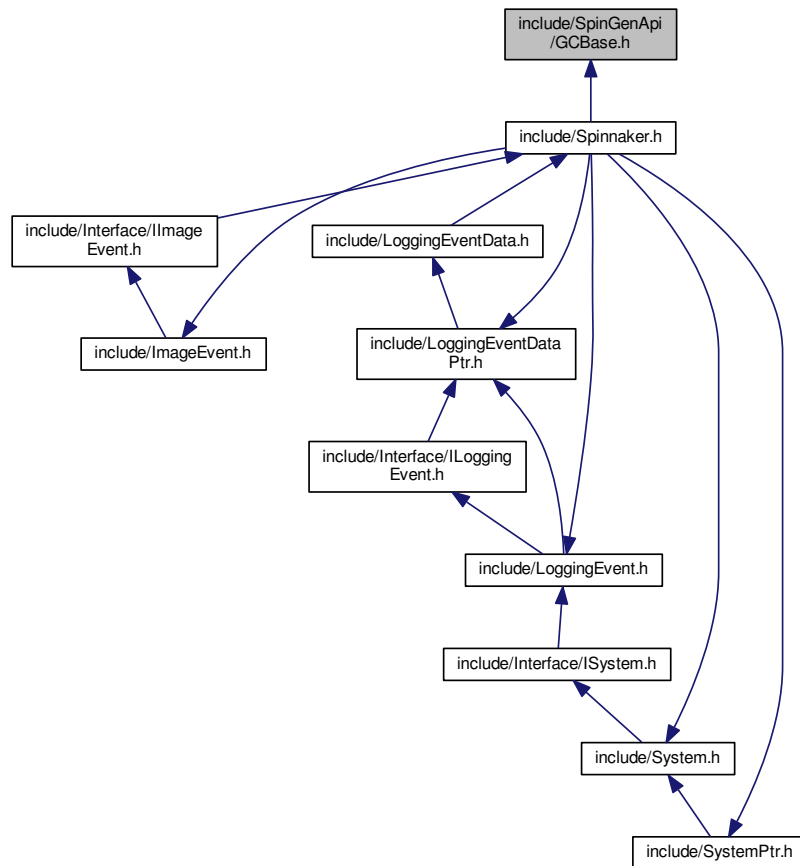 include/SpinGenApi
/GCBase.h
include/Spinnaker.h
include/Interface/IImage
Event.h
include/LoggingEventData.h
include/ImageEvent.h
include/LoggingEventData
Ptr.h
include/Interface/ILogging
Event.h
include/LoggingEvent.h
include/Interface/ISystem.h
include/System.h
include/SystemPtr.h